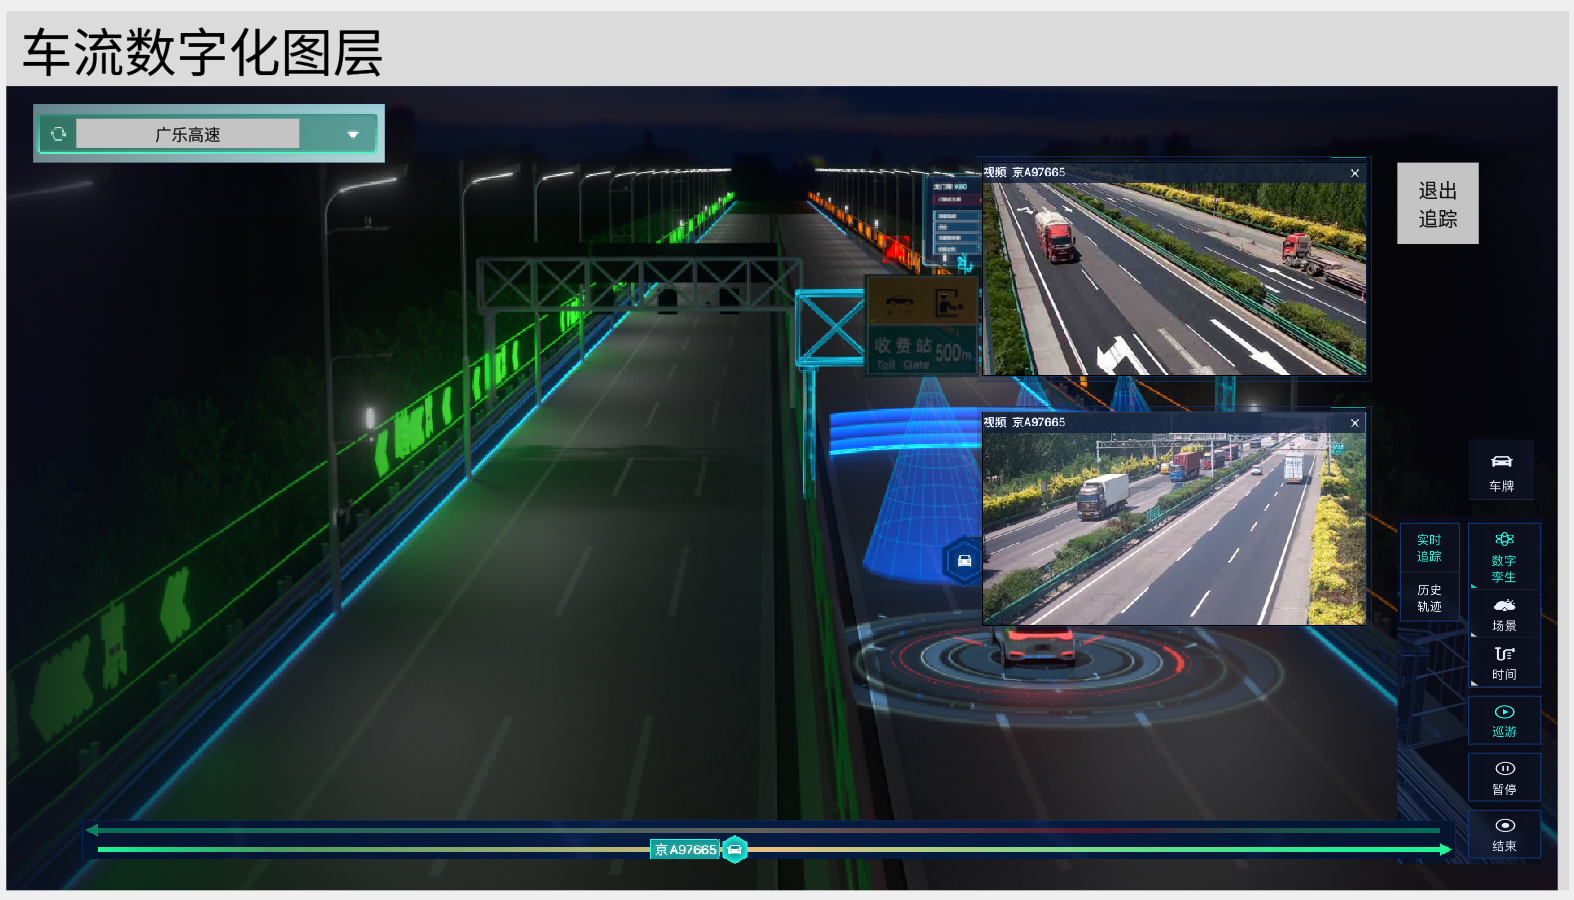 车流数字化图层
广乐高速
视频 京A97665
退出
追踪
收费站
Toll Gate
500m
视频 京A97665
车牌
实时
追踪
历史
轨迹
数字
孪生
场景
时间
巡游
暂停
结束
京A97665